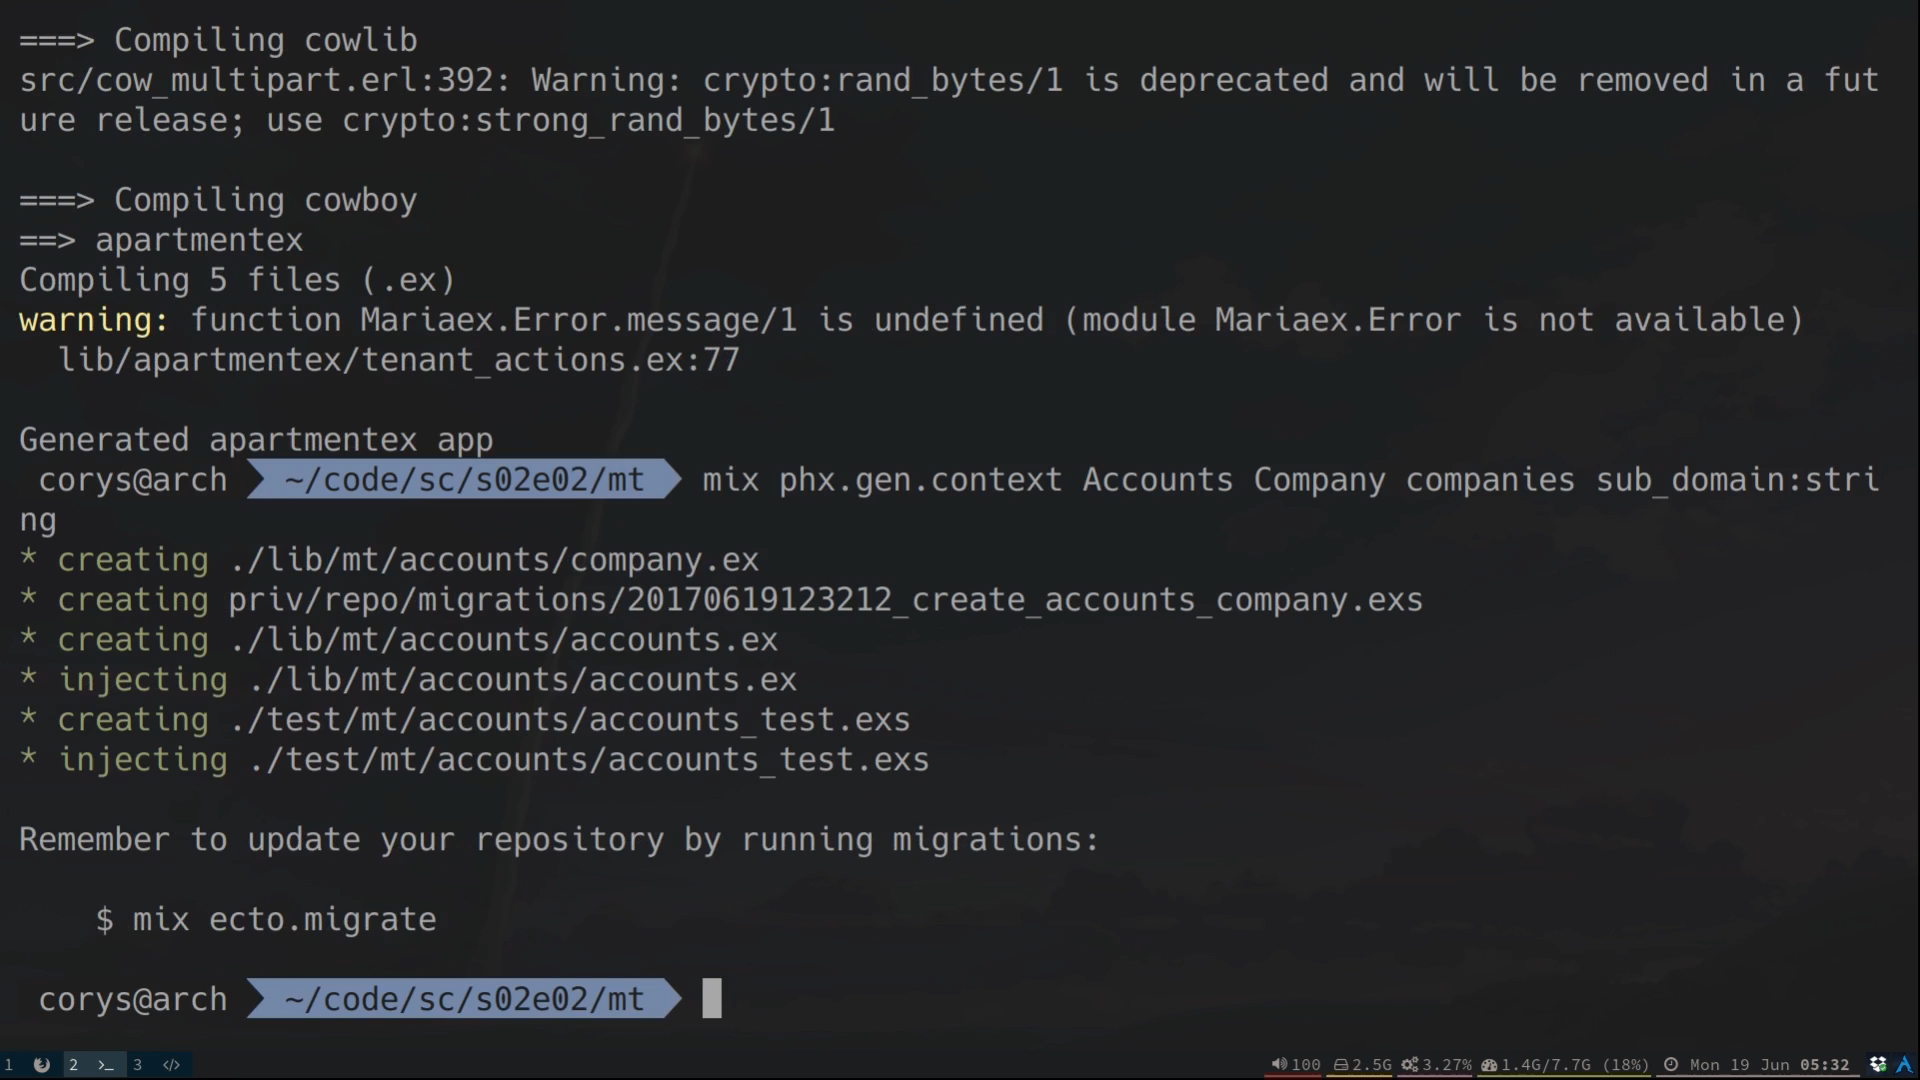 ===> Compiling cowlib
src/cow_multipart.erl:392: Warning: crypto:rand_bytes/1 is deprecated and will be removed in a fut
ure release; use crypto:strong_rand_bytes/1
===> Compiling cowboy
==> apartmentex
Compiling 5 files (.ex)
warning: function Mariaex.Error.message/1 is undefined (module Mariaex.Error is not available)
  lib/apartmentex/tenant_actions.ex:77
Generated apartmentex app
corys@arch ~/code/sc/s02e02/mt mix phx.gen.context Accounts Company companies sub_domain:stri
ng
* creating ./lib/mt/accounts/company.ex
* creating priv/repo/migrations/20170619123212_create_accounts_company.exs
* creating ./lib/mt/accounts/accounts.ex
* injecting ./lib/mt/accounts/accounts.ex
* creating ./test/mt/accounts/accounts_test.exs
* injecting ./test/mt/accounts/accounts_test.exs
Remember to update your repository by running migrations:
    $ mix ecto.migrate
corys@arch ~/code/sc/s02e02/mt
1 2 >_ 3 </> 100 2.5G 3.27% 1.4G/7.7G (18%) Mon 19 Jun 05:32